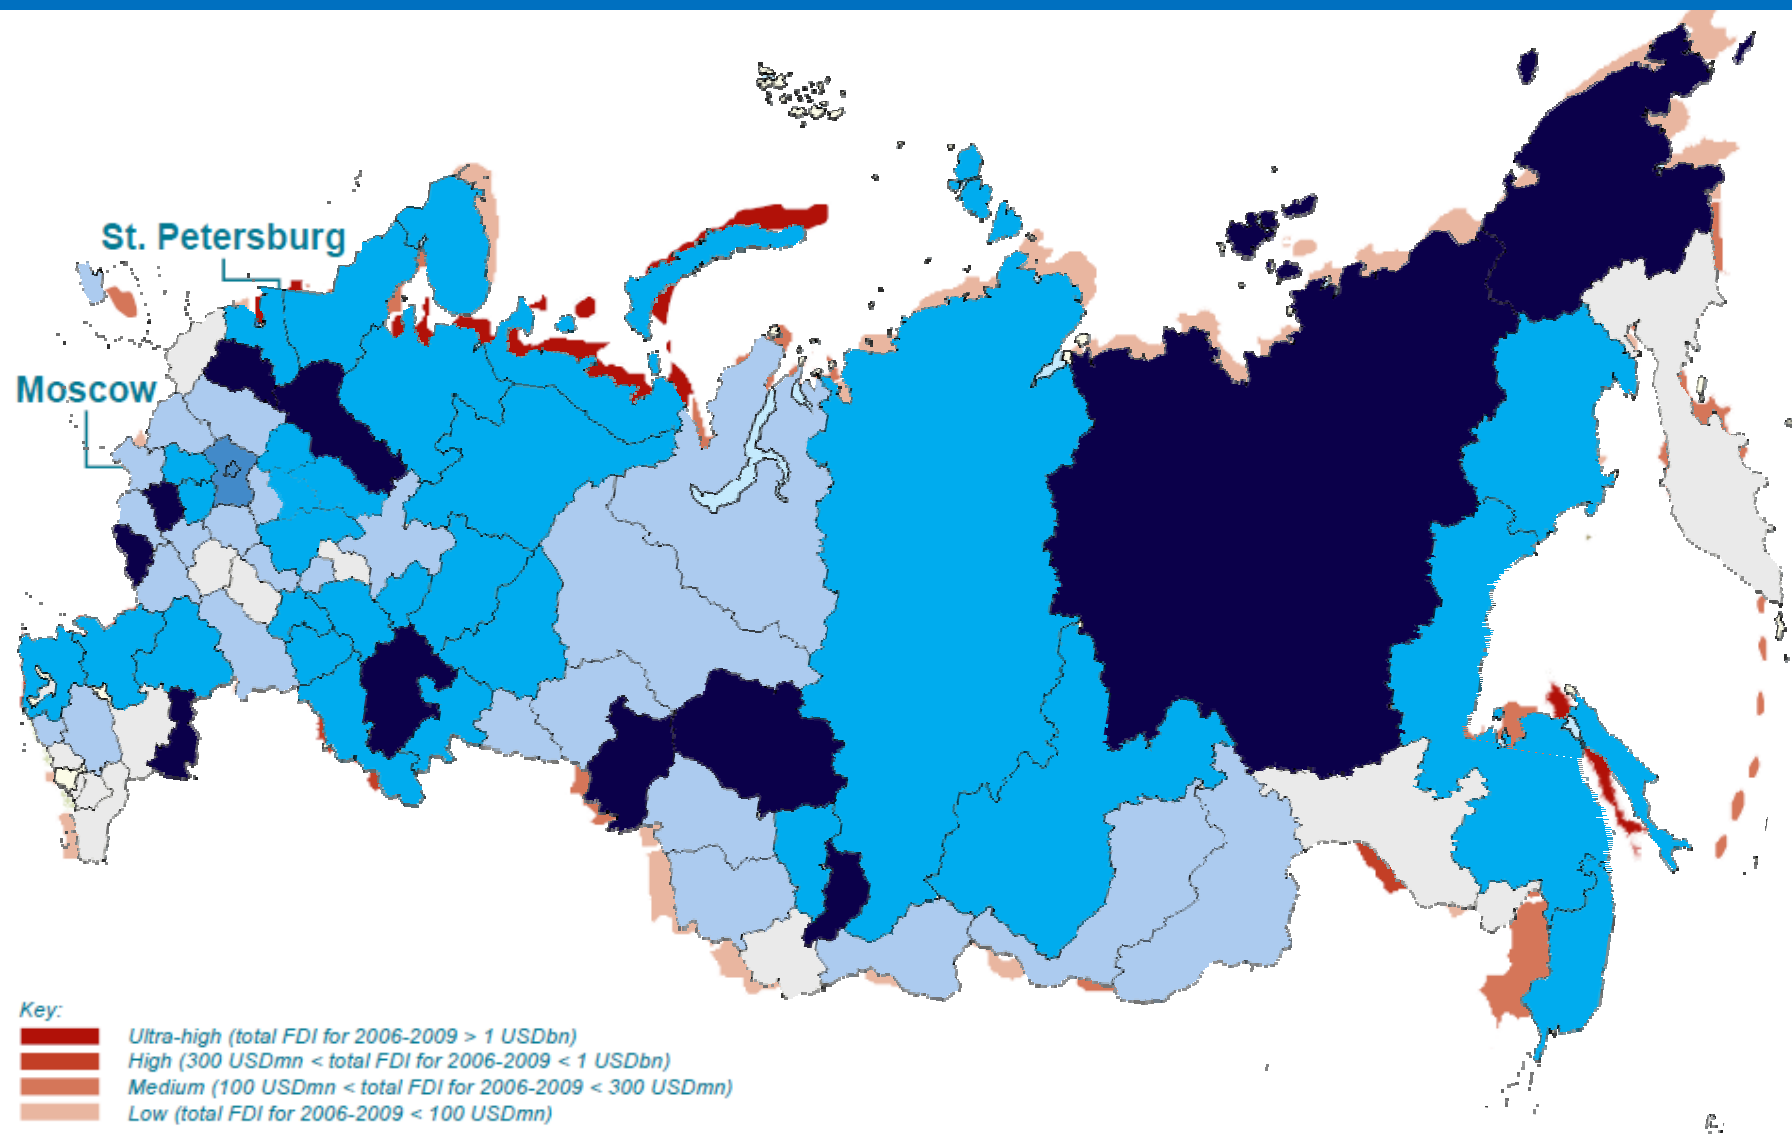 St. Petersburg
Moscow
Key:
Ultra-high (total FDI for 2006-2009 > 1 USDbn)
High (300 USDmn < total FDI for 2006-2009 < 1 USDbn)
Medium (100 USDmn < total FDI for 2006-2009 < 300 USDmn)
Low (total FDI for 2006-2009 < 100 USDmn)